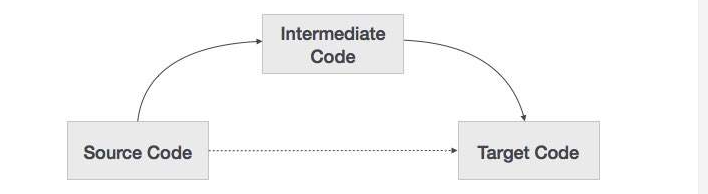 Intermediate
Code
Source Code
Target Code